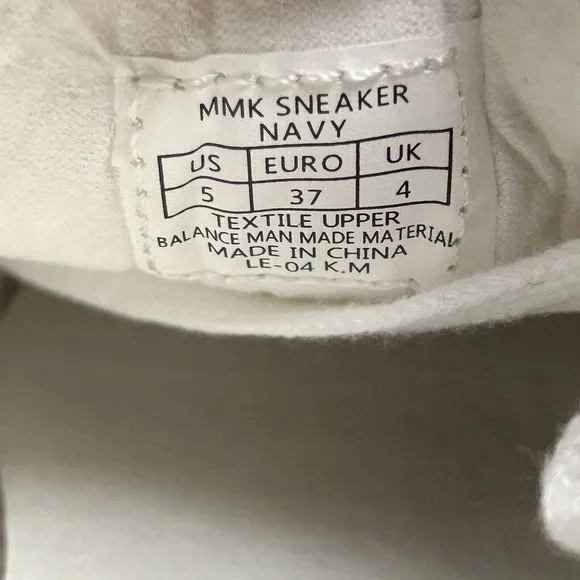 MMK SNEAKER
NAVY
US EURO UK
5 37 4
TEXTILE UPPER
BALANCE MAN MADE MATERIAL
MADE IN CHINA
LE-04 K.M